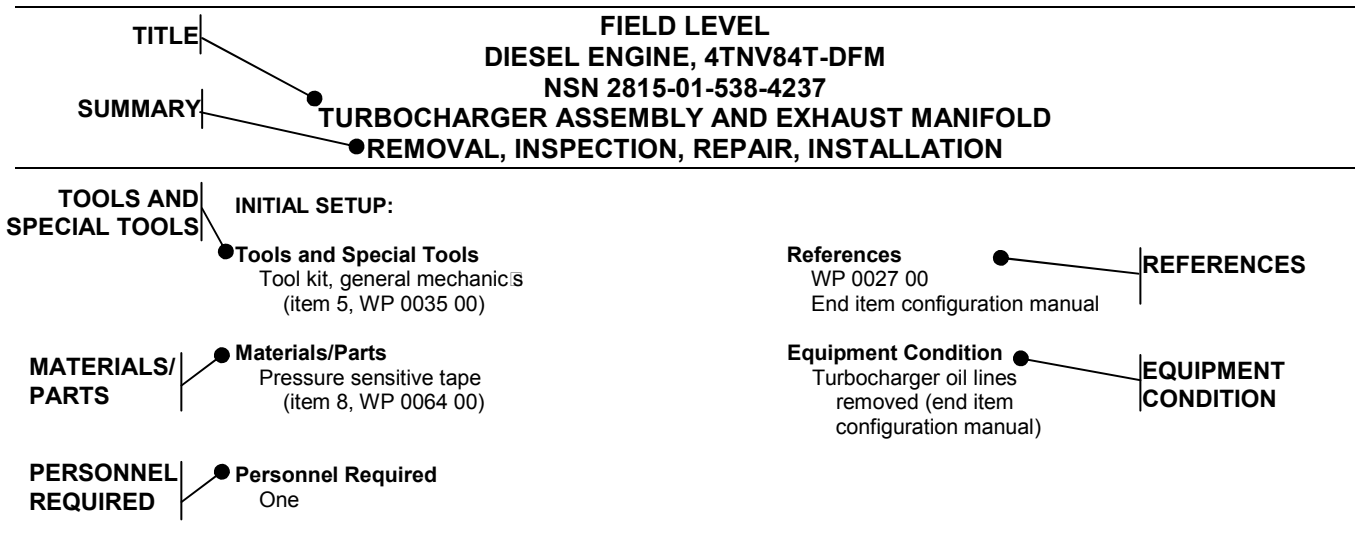 TITLE
FIELD LEVEL
DIESEL ENGINE, 4TNV84T-DFM
NSN 2815-01-538-4237
SUMMARY
TURBOCHARGER ASSEMBLY AND EXHAUST MANIFOLD
REMOVAL, INSPECTION, REPAIR, INSTALLATION
TOOLS AND
SPECIAL TOOLS
INITIAL SETUP:
Tools and Special Tools
Tool kit, general mechanic s
(item 5, WP 0035 00)
References
WP 0027 00
End item configuration manual
REFERENCES
MATERIALS/
PARTS
Materials/Parts
Pressure sensitive tape
(item 8, WP 0064 00)
Equipment Condition
Turbocharger oil lines
removed (end item
configuration manual)
EQUIPMENT
CONDITION
PERSONNEL
REQUIRED
Personnel Required
One